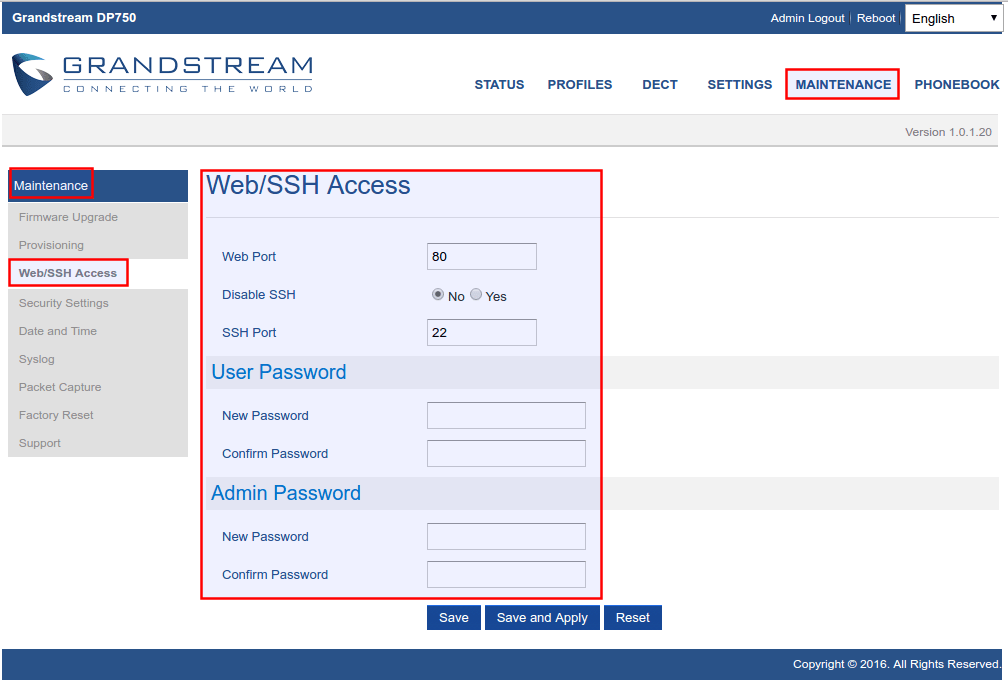 Grandstream DP750
Admin Logout | Reboot | English
GRANDSTREAM
CONNECTING THE WORLD
STATUS PROFILES DECT SETTINGS MAINTENANCE PHONEBOOK
Version 1.0.1.20
Maintenance
Firmware Upgrade
Provisioning
Web/SSH Access
Security Settings
Date and Time
Syslog
Packet Capture
Factory Reset
Support
Web/SSH Access
Web Port 80
Disable SSH No Yes
SSH Port 22
User Password
New Password
Confirm Password
Admin Password
New Password
Confirm Password
Save Save and Apply Reset
Copyright © 2016. All Rights Reserved.